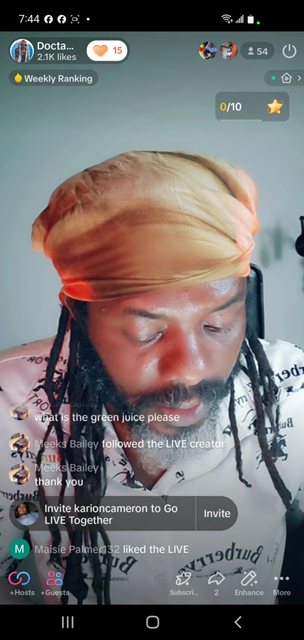 7:44
Docta...
2.1K likes
15
54
Weekly Ranking
0/10
what is the green juice please
Meeks Bailey followed the LIVE creator
Meeks Bailey
thank you
Invite karioncameron to Go
LIVE Together
Invite
M
Maisie Palmer132 liked the LIVE
Burberry
+Hosts
+Guests
Subscri...
2
Enhance
More